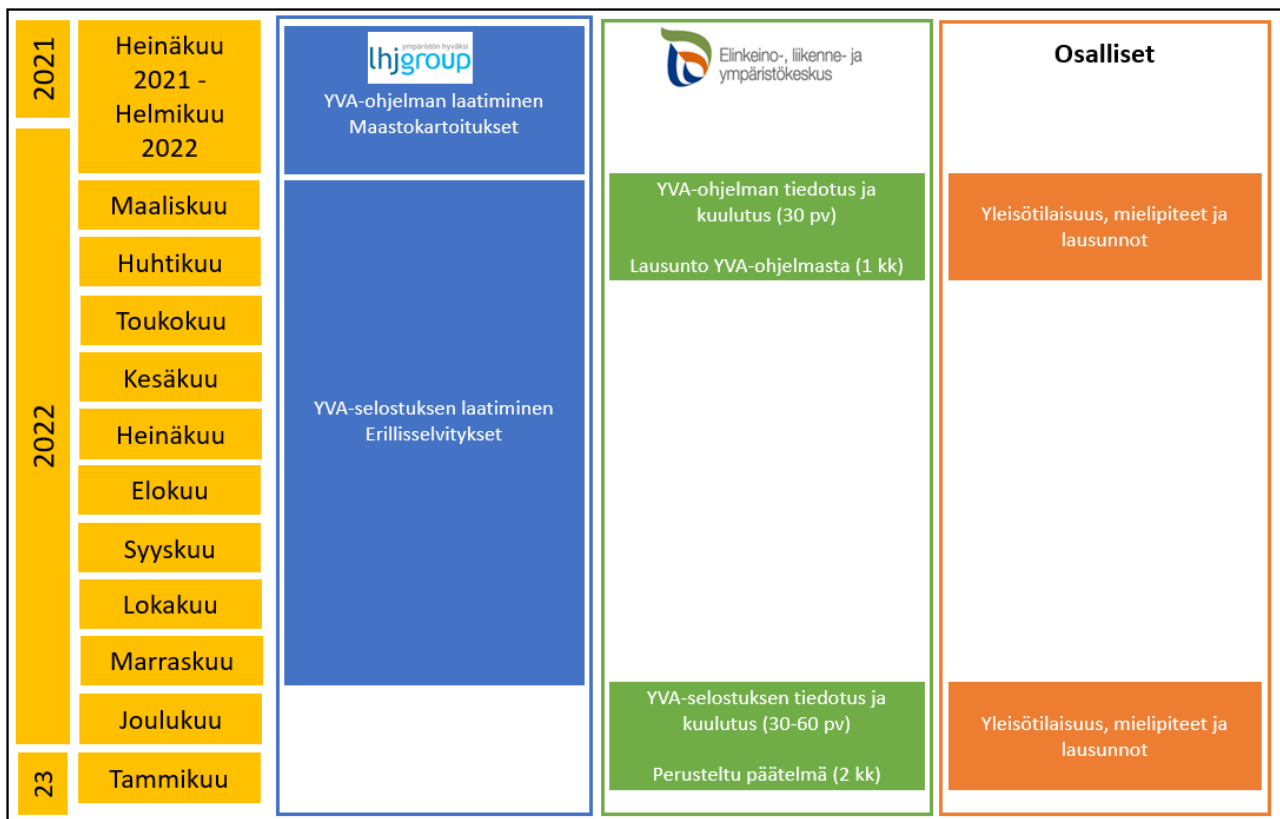 2021
Heinäkuu
2021 -
Helmikuu
2022
ympäristön hyväksi
lhjgroup
YVA-ohjelman laatiminen
Maastokartoitukset
Elinkeino-, liikenne- ja
ympäristökeskus
Osalliset
2022
Maaliskuu
Huhtikuu
Toukokuu
Kesäkuu
Heinäkuu
Elokuu
Syyskuu
Lokakuu
Marraskuu
Joulukuu
YVA-selostuksen laatiminen
Erillisselvitykset
YVA-ohjelman tiedotus ja
kuulutus (30 pv)
Lausunto YVA-ohjelmasta (1 kk)
Yleisötilaisuus, mielipiteet ja
lausunnot
YVA-selostuksen tiedotus ja
kuulutus (30-60 pv)
Perusteltu päätelmä (2 kk)
Yleisötilaisuus, mielipiteet ja
lausunnot
23
Tammikuu